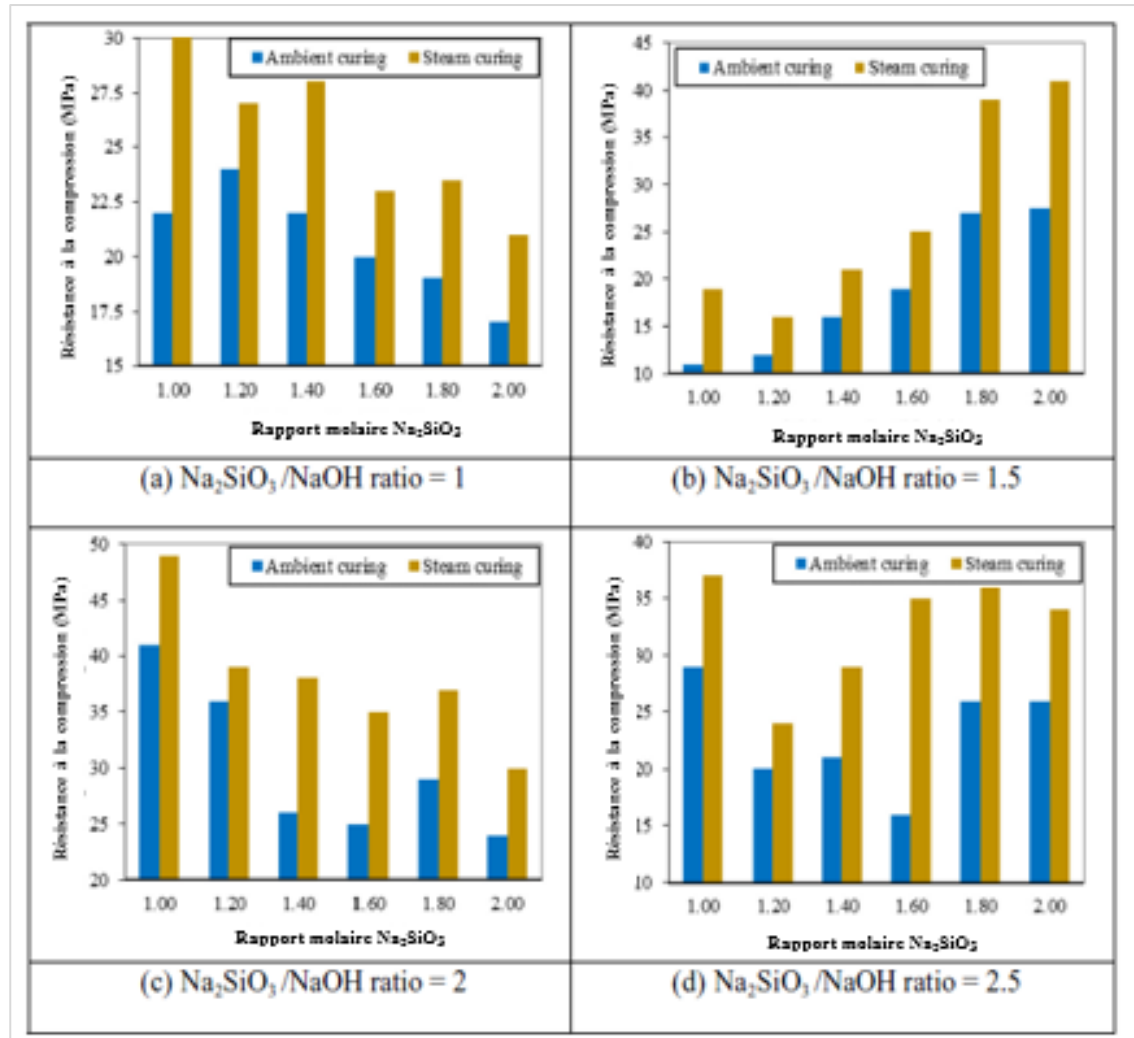 Résistance à la compression (MPa)
30
27.5
25
22.5
20
17.5
15
Ambient curing Steam curing
1.00 1.20 1.40 1.60 1.80 2.00
Rapport molaire Na₂SiO₃
(a) Na₂SiO₃ /NaOH ratio = 1
Résistance à la compression (MPa)
45
40
35
30
25
20
15
10
Ambient curing Steam curing
1.00 1.20 1.40 1.60 1.80 2.00
Rapport molaire Na₂SiO₃
(b) Na₂SiO₃ /NaOH ratio = 1.5
Résistance à la compression (MPa)
50
45
40
35
30
25
20
Ambient curing Steam curing
1.00 1.20 1.40 1.60 1.80 2.00
Rapport molaire Na₂SiO₃
(c) Na₂SiO₃ /NaOH ratio = 2
Résistance à la compression (MPa)
40
35
30
25
20
15
10
Ambient curing Steam curing
1.00 1.20 1.40 1.60 1.80 2.00
Rapport molaire Na₂SiO₃
(d) Na₂SiO₃ /NaOH ratio = 2.5